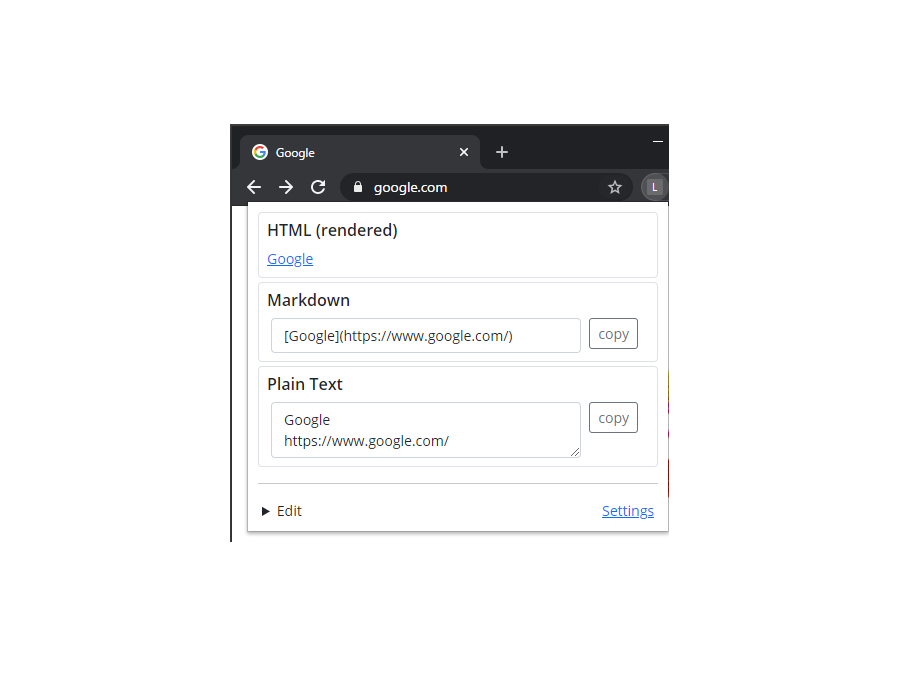 Google
google.com
L
HTML (rendered)
Google
Markdown
[Google](https://www.google.com/)
copy
Plain Text
Google
https://www.google.com/
copy
Edit
Settings